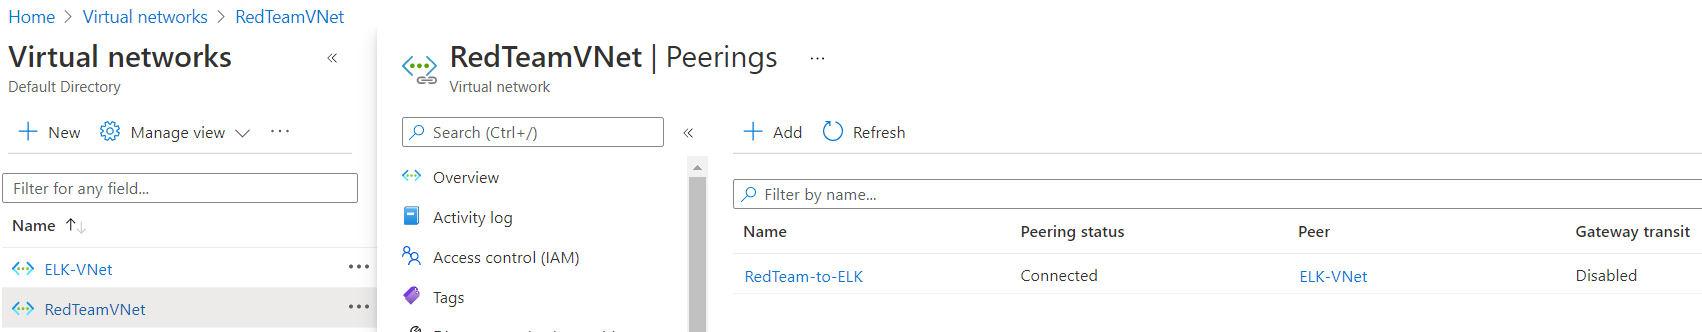 Home > Virtual networks > RedTeamVNet
Virtual networks
Default Directory
New Manage view
Filter for any field...
Name
ELK-VNet
RedTeamVNet
RedTeamVNet | Peerings
Virtual network
Search (Ctrl+/)
Overview
Activity log
Access control (IAM)
Tags
Add Refresh
Filter by name...
Name Peering status Peer Gateway transit
RedTeam-to-ELK Connected ELK-VNet Disabled